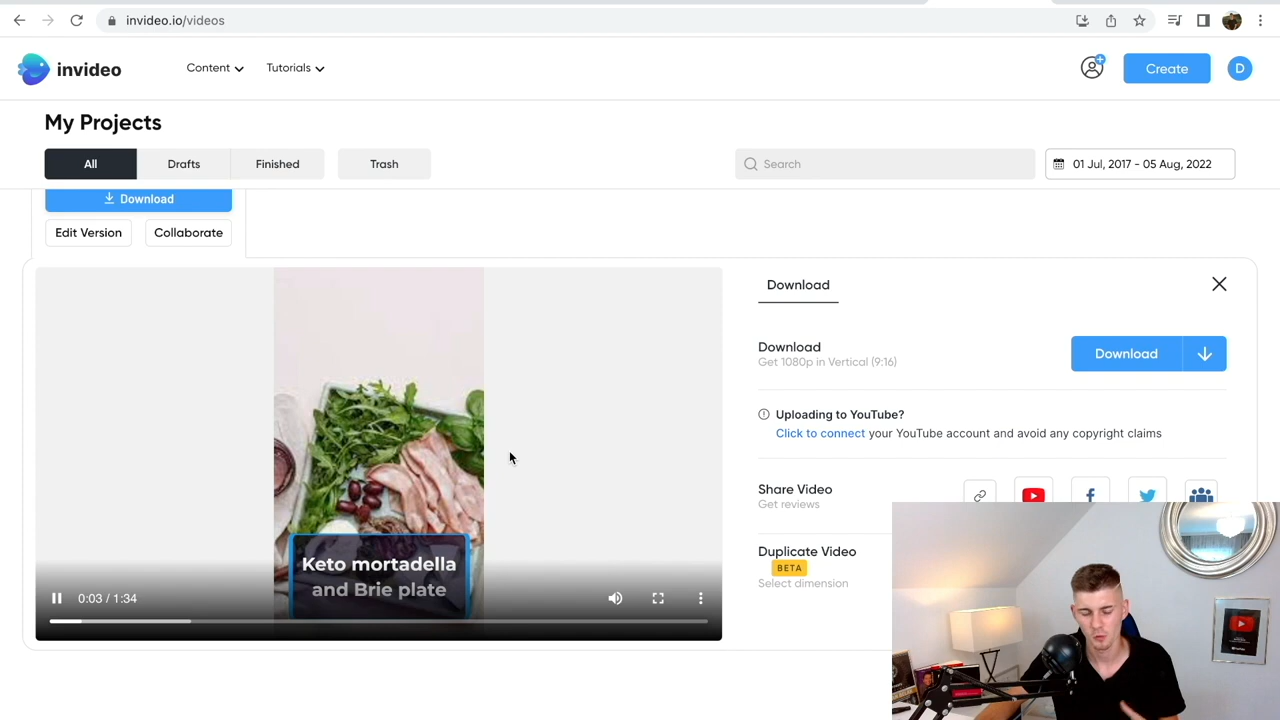 invideo.io/videos
invideo
Content
Tutorials
Create
D
My Projects
All
Drafts
Finished
Trash
Search
01 Jul, 2017 - 05 Aug, 2022
Download
Edit Version
Collaborate
Keto mortadella
and Brie plate
0:03 / 1:34
Download
Download
Get 1080p in Vertical (9:16)
Download
Uploading to YouTube?
Click to connect your YouTube account and avoid any copyright claims
Share Video
Get reviews
Duplicate Video
BETA
Select dimension